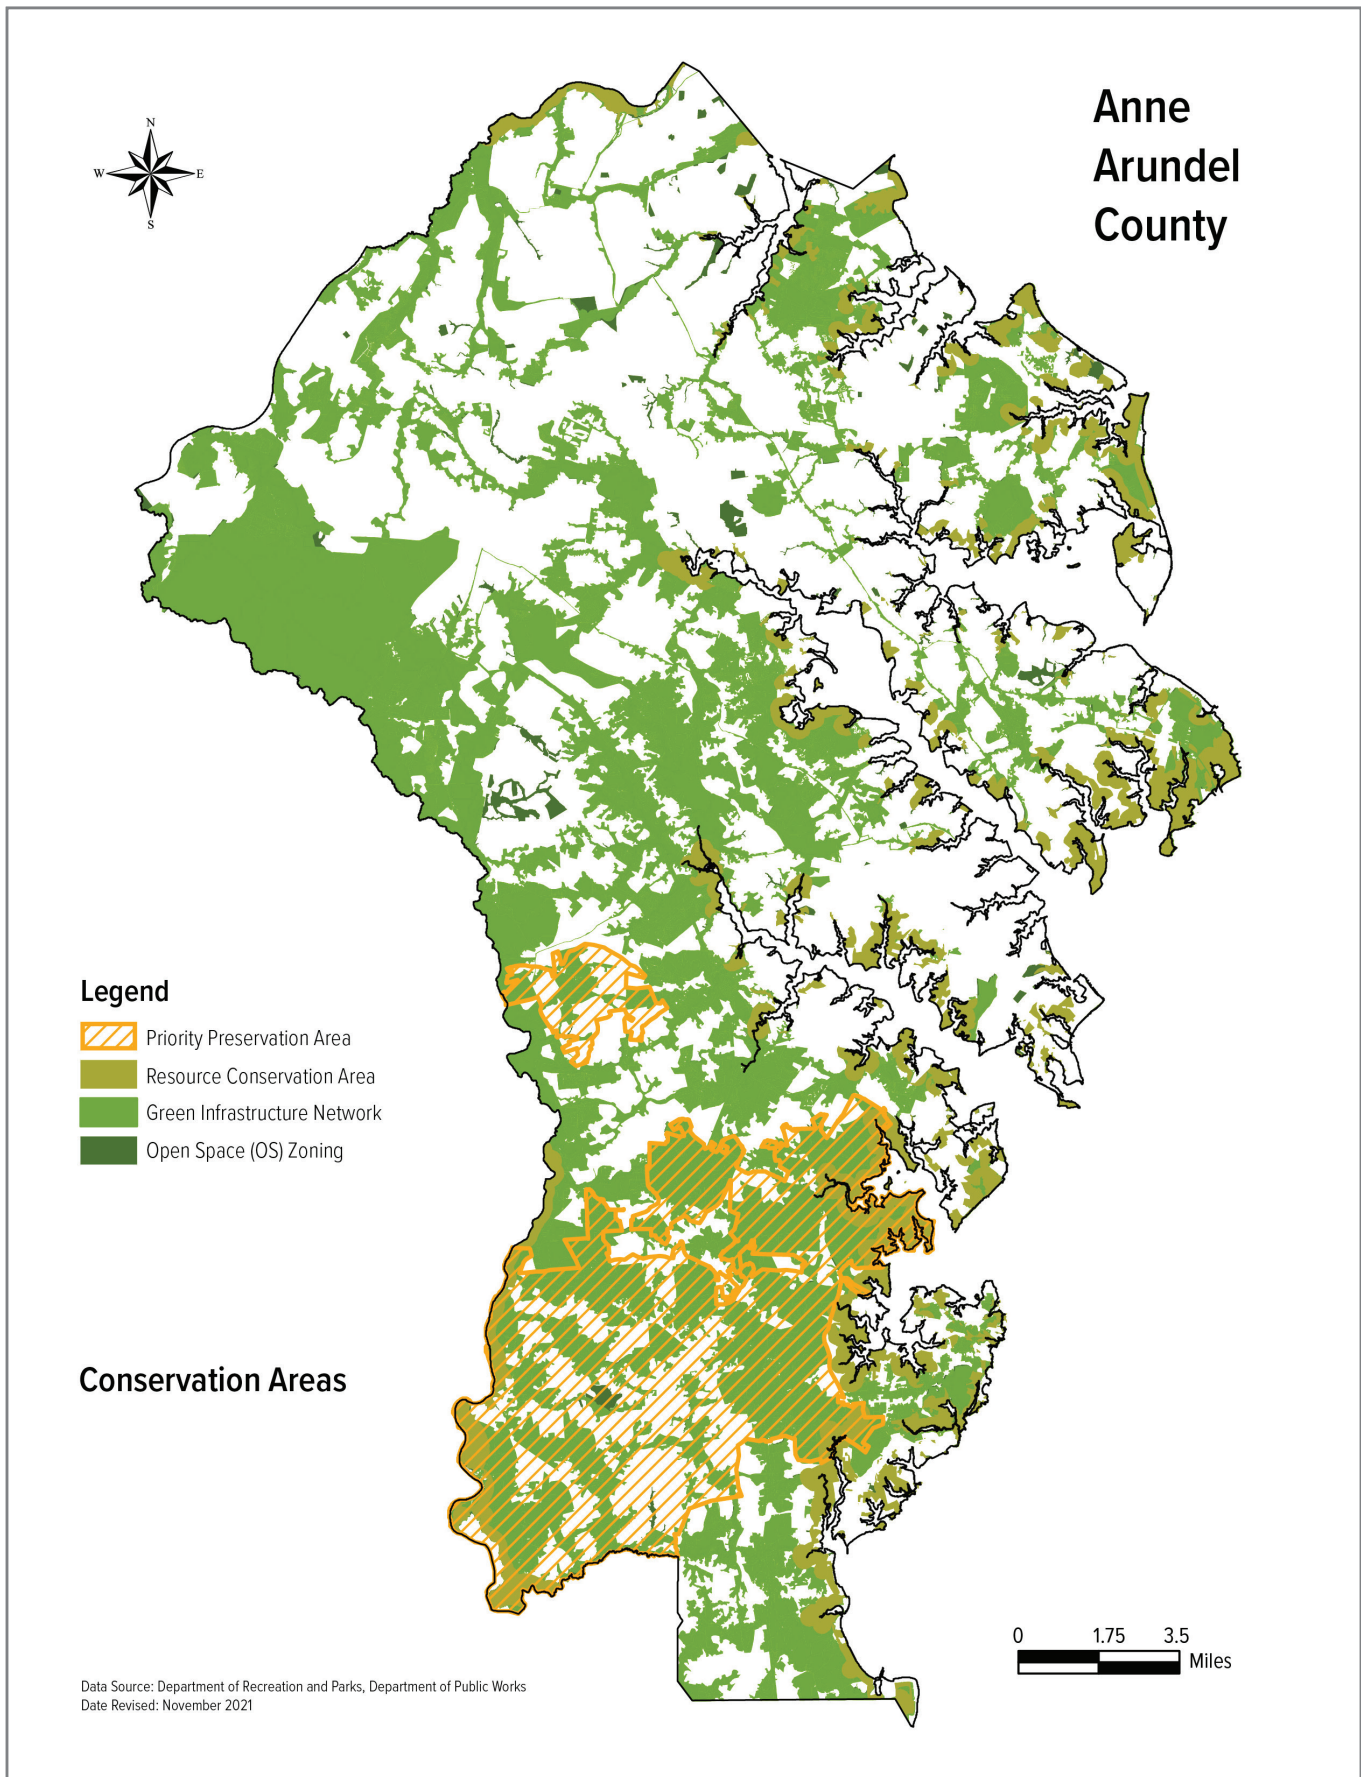 Anne
Arundel
County
N
W
E
S
Legend
Priority Preservation Area
Resource Conservation Area
Green Infrastructure Network
Open Space (OS) Zoning
Conservation Areas
0 1.75 3.5
Miles
Data Source: Department of Recreation and Parks, Department of Public Works
Date Revised: November 2021